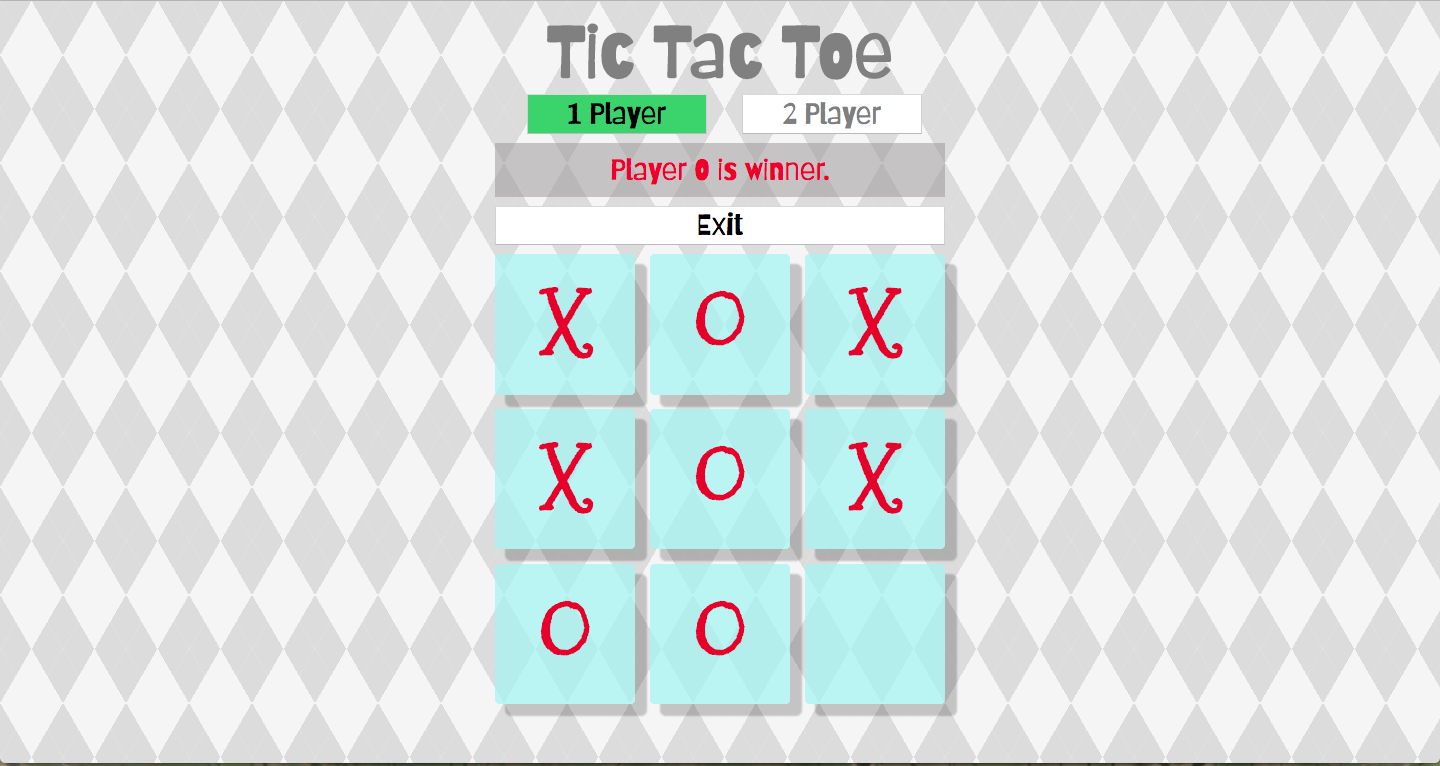 Tic Tac Toe
1 Player 2 Player
Player O is winner.
Exit
X O X
X O X
O O